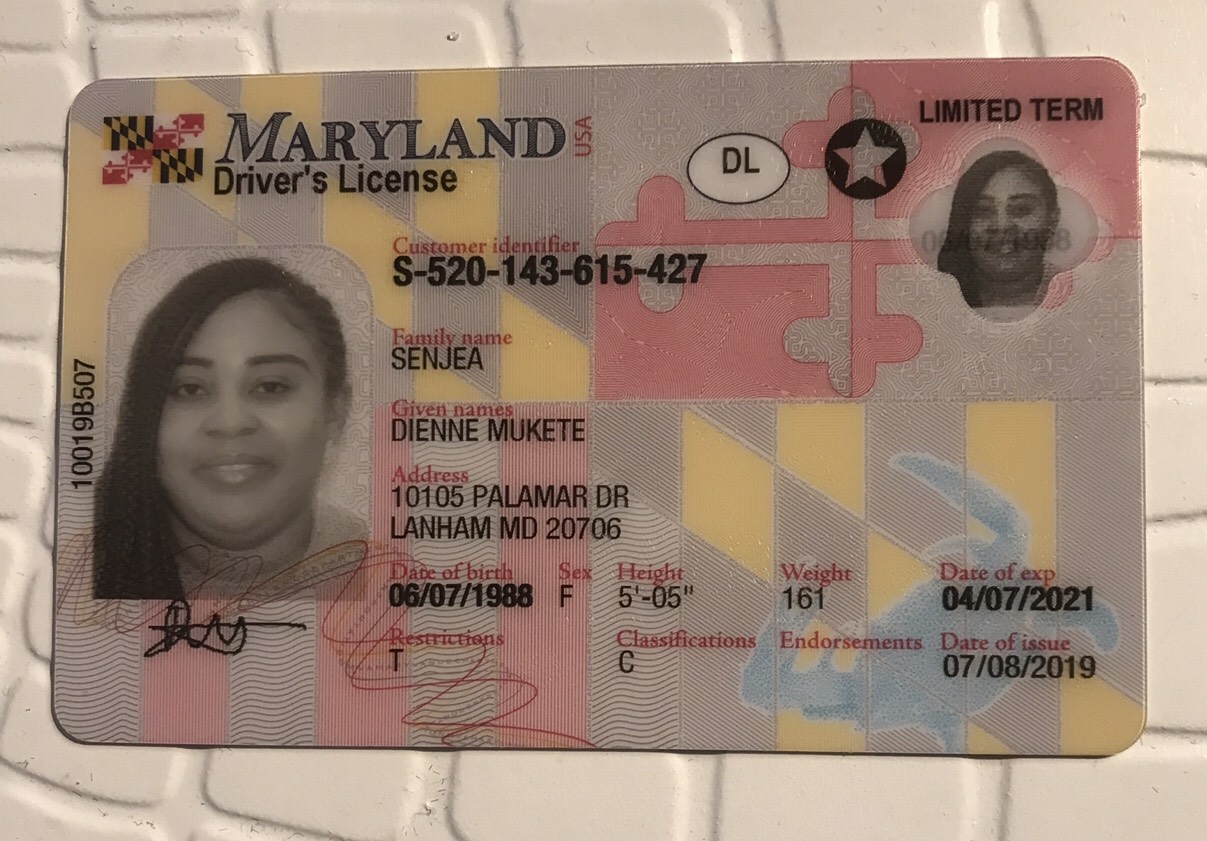 MARYLAND
USA
Driver's License
DL
LIMITED TERM
Customer identifier
S-520-143-615-427
Family name
SENJEA
Given names
DIENNE MUKETE
Address
10105 PALAMAR DR
LANHAM MD 20706
Date of birth Sex Height Weight Date of exp
06/07/1988 F 5'-05" 161 04/07/2021
Restrictions Classifications Endorsements Date of issue
T C 07/08/2019
10019B507